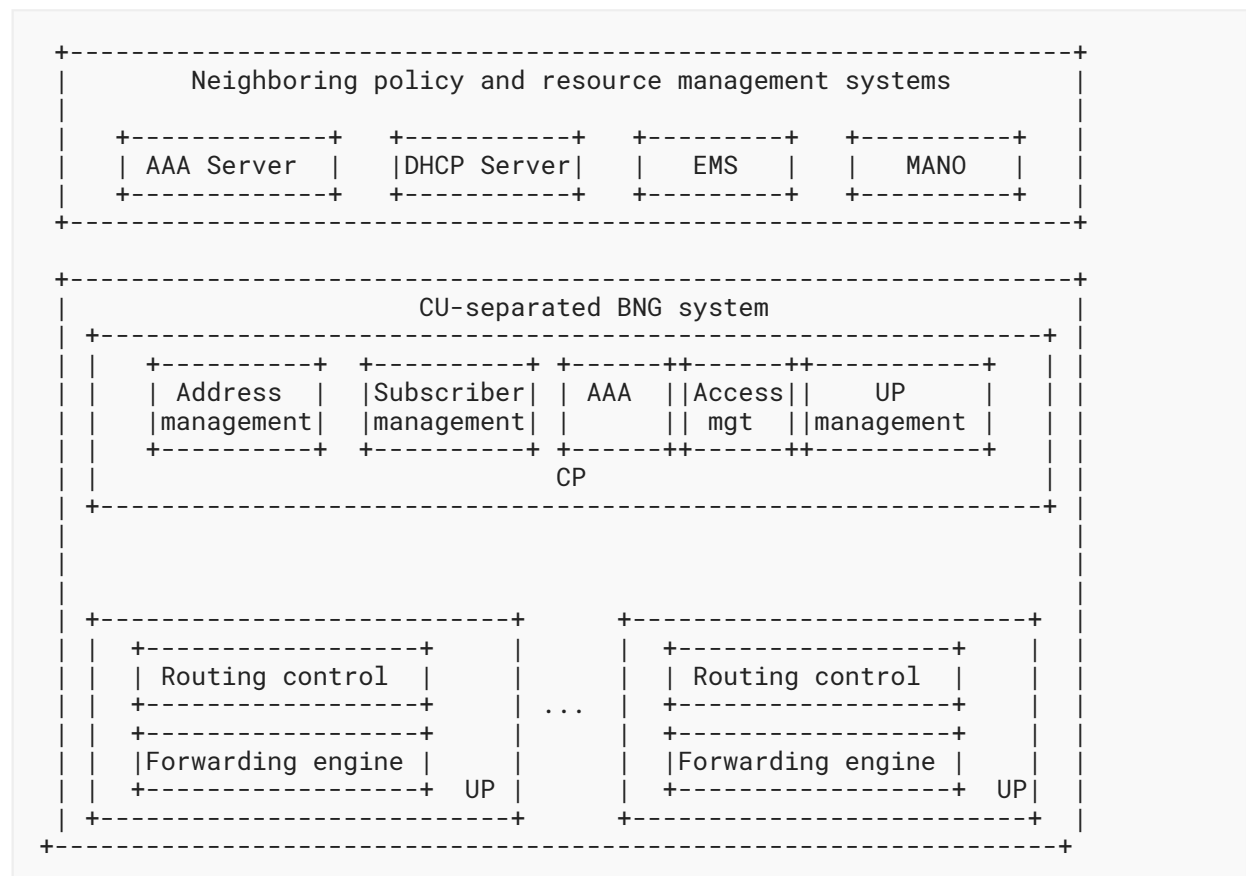 Neighboring policy and resource management systems
AAA Server DHCP Server EMS MANO
CU-separated BNG system
Address Subscriber AAA Access UP
management management mgt management
CP
Routing control Routing control
...
Forwarding engine Forwarding engine
UP UP